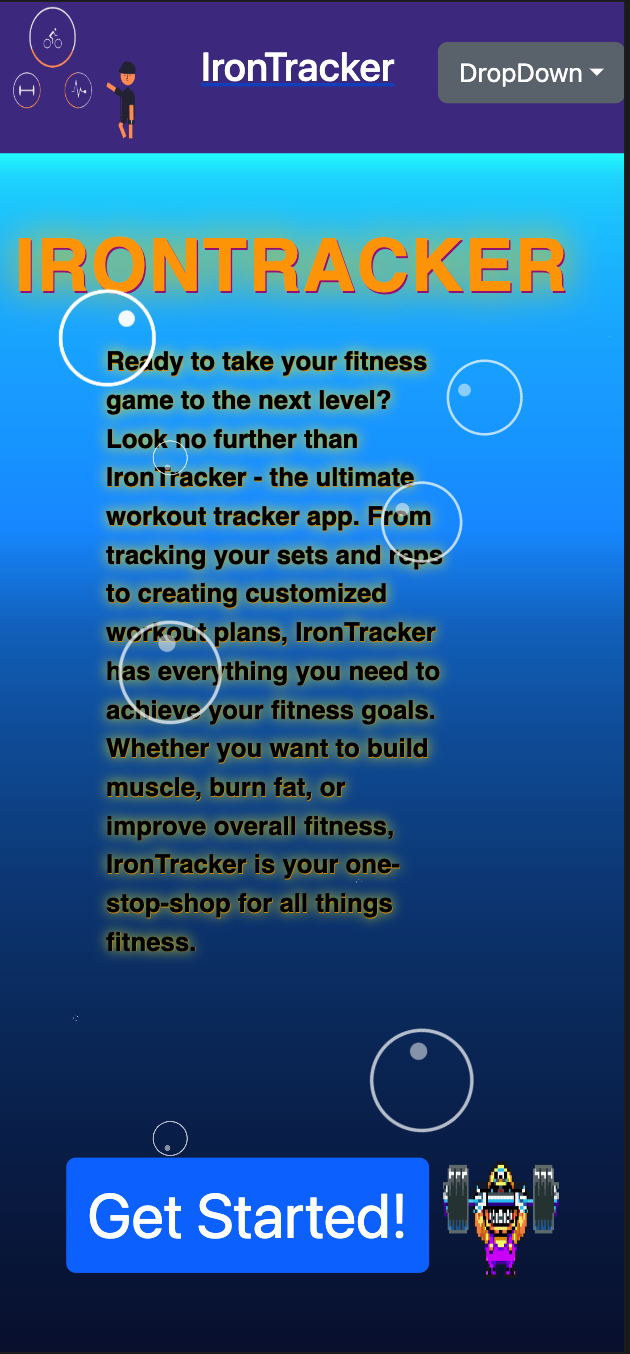 IronTracker
DropDown
IRONTRACKER
Ready to take your fitness
game to the next level?
Look no further than
IronTracker - the ultimate
workout tracker app. From
tracking your sets and reps
to creating customized
workout plans, IronTracker
has everything you need to
achieve your fitness goals.
Whether you want to build
muscle, burn fat, or
improve overall fitness,
IronTracker is your one-
stop-shop for all things
fitness.
Get Started!